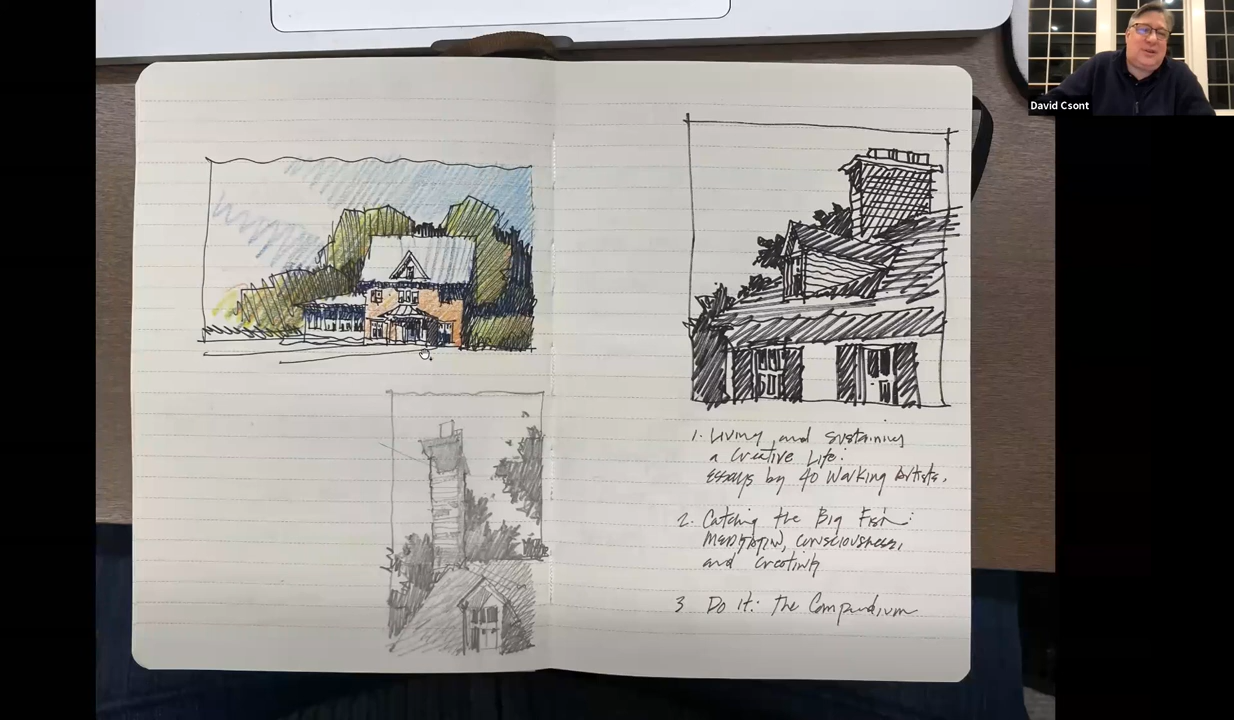 David Csont
1. Living and sustaining
a Creative Life:
Essays by 40 Working Artists.
2. Catching the Big Fish:
Meditation, Consciousness,
and Creativity
3 Do it: The Compendium